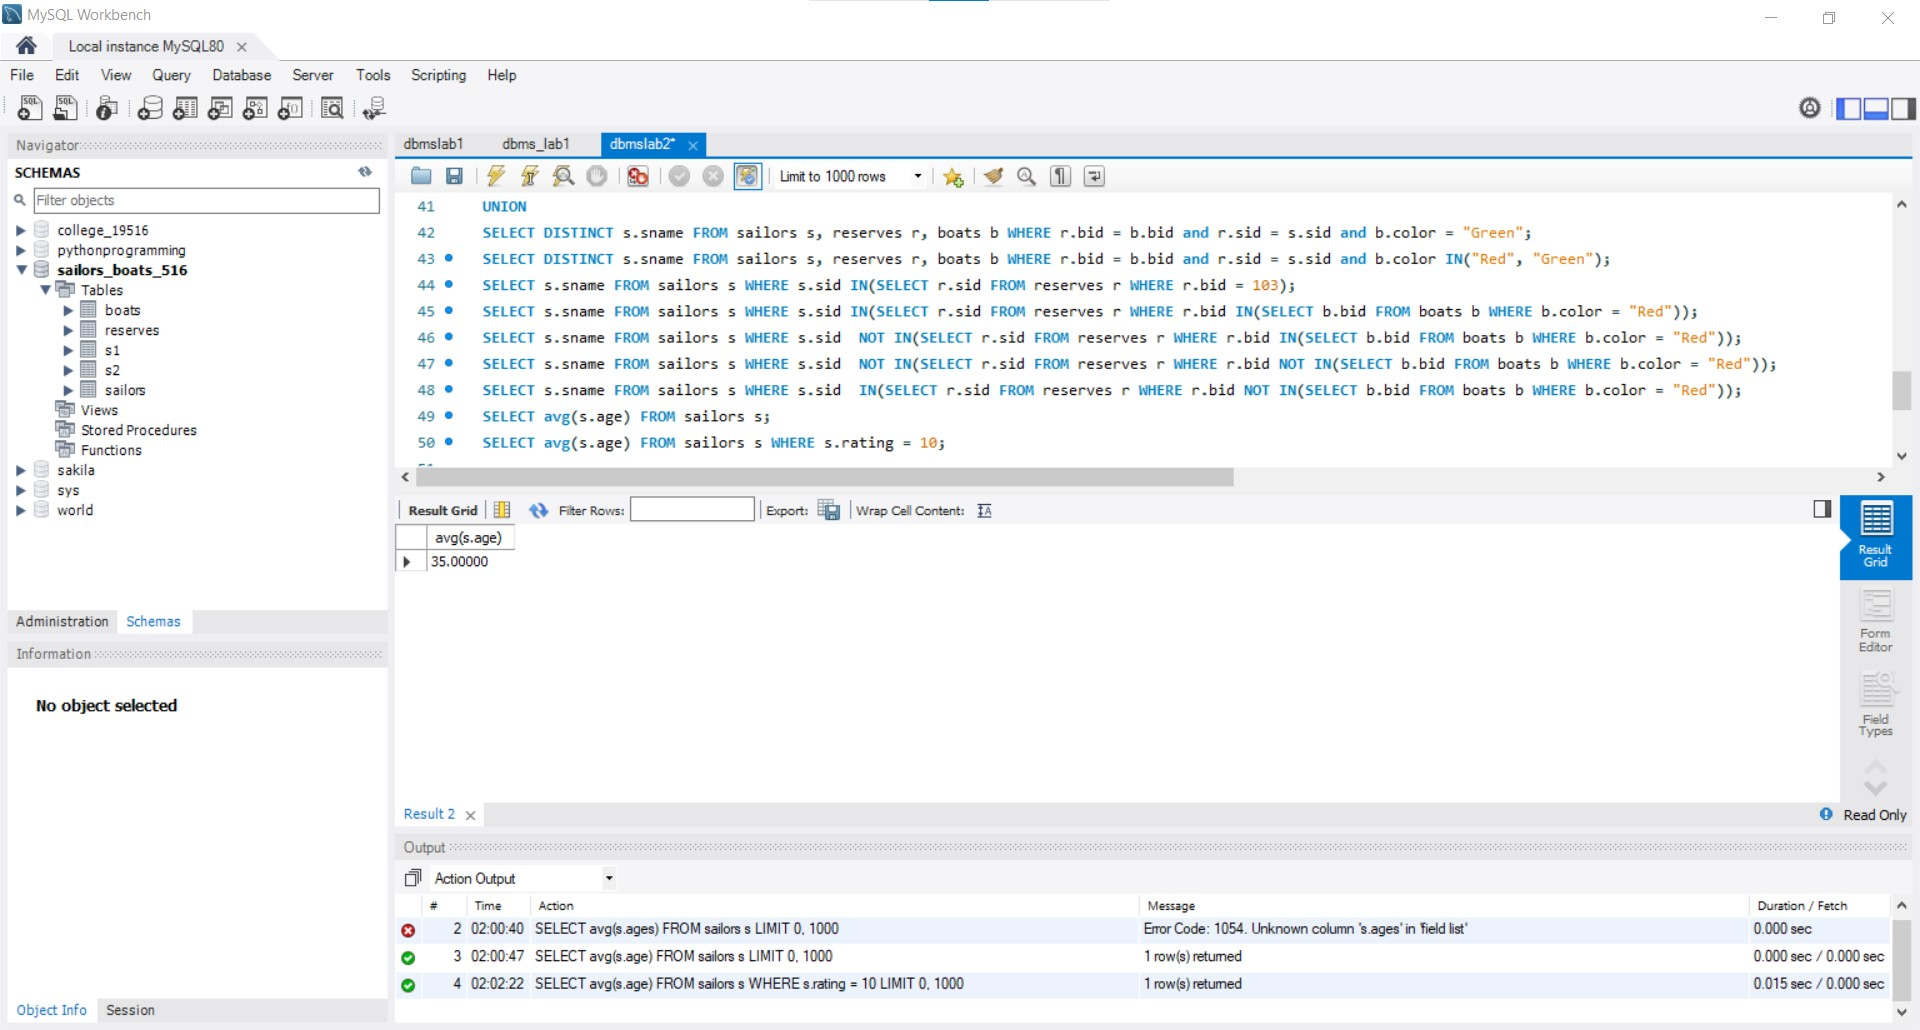 MySQL Workbench
Local instance MySQL80
File Edit View Query Database Server Tools Scripting Help
Navigator
SCHEMAS
Filter objects
college_19516
pythonprogramming
sailors_boats_516
Tables
boats
reserves
s1
s2
sailors
Views
Stored Procedures
Functions
sakila
sys
world
Administration Schemas
Information
No object selected
Object Info Session
dbmslab1 dbms_lab1 dbmslab2*
Limit to 1000 rows
41 UNION
42 SELECT DISTINCT s.sname FROM sailors s, reserves r, boats b WHERE r.bid = b.bid and r.sid = s.sid and b.color = "Green";
43 SELECT DISTINCT s.sname FROM sailors s, reserves r, boats b WHERE r.bid = b.bid and r.sid = s.sid and b.color IN("Red", "Green");
44 SELECT s.sname FROM sailors s WHERE s.sid IN(SELECT r.sid FROM reserves r WHERE r.bid = 103);
45 SELECT s.sname FROM sailors s WHERE s.sid IN(SELECT r.sid FROM reserves r WHERE r.bid IN(SELECT b.bid FROM boats b WHERE b.color = "Red"));
46 SELECT s.sname FROM sailors s WHERE s.sid  NOT IN(SELECT r.sid FROM reserves r WHERE r.bid IN(SELECT b.bid FROM boats b WHERE b.color = "Red"));
47 SELECT s.sname FROM sailors s WHERE s.sid  NOT IN(SELECT r.sid FROM reserves r WHERE r.bid NOT IN(SELECT b.bid FROM boats b WHERE b.color = "Red"));
48 SELECT s.sname FROM sailors s WHERE s.sid  IN(SELECT r.sid FROM reserves r WHERE r.bid NOT IN(SELECT b.bid FROM boats b WHERE b.color = "Red"));
49 SELECT avg(s.age) FROM sailors s;
50 SELECT avg(s.age) FROM sailors s WHERE s.rating = 10;
Result Grid Filter Rows: Export: Wrap Cell Content:
avg(s.age)
35.00000
Result Grid
Form Editor
Field Types
Result 2
Read Only
Output
Action Output
# Time Action Message Duration / Fetch
2 02:00:40 SELECT avg(s.ages) FROM sailors s LIMIT 0, 1000 Error Code: 1054. Unknown column 's.ages' in 'field list' 0.000 sec
3 02:00:47 SELECT avg(s.age) FROM sailors s LIMIT 0, 1000 1 row(s) returned 0.000 sec / 0.000 sec
4 02:02:22 SELECT avg(s.age) FROM sailors s WHERE s.rating = 10 LIMIT 0, 1000 1 row(s) returned 0.015 sec / 0.000 sec